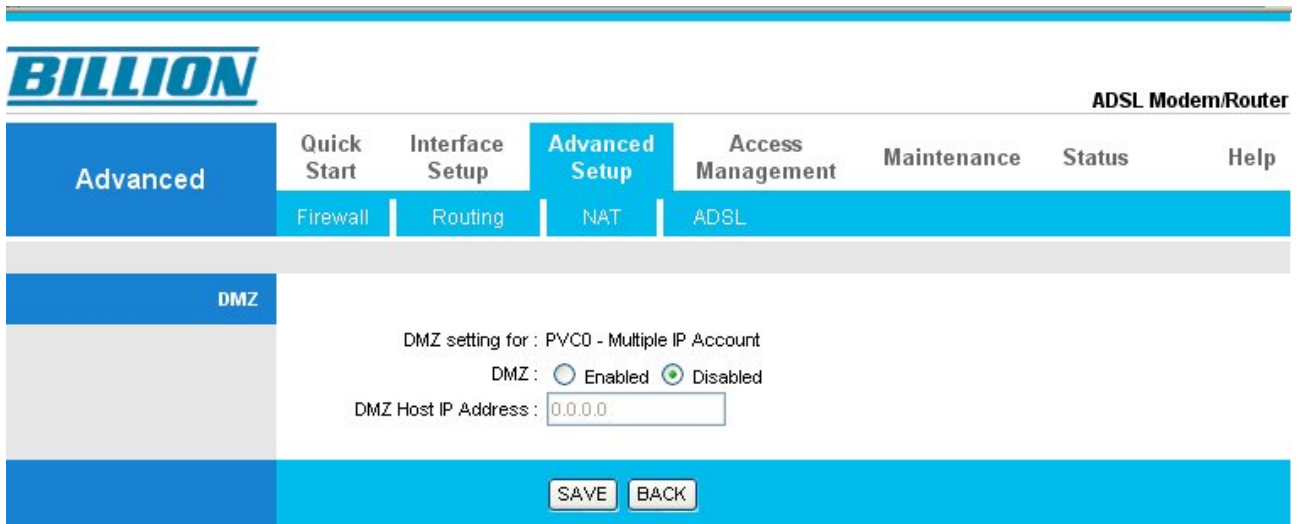 BILLION
ADSL Modem/Router
Advanced
Quick Start
Interface Setup
Advanced Setup
Access Management
Maintenance
Status
Help
Firewall
Routing
NAT
ADSL
DMZ
DMZ setting for : PVC0 - Multiple IP Account
DMZ : Enabled Disabled
DMZ Host IP Address : 0.0.0.0
SAVE BACK